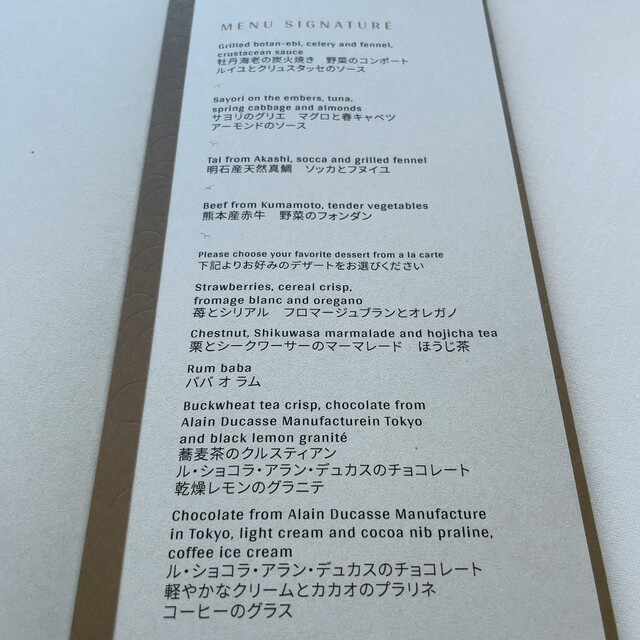 MENU SIGNATURE
Grilled botan-ebi, celery and fennel,
crustacean sauce
牡丹海老の炭火焼き　野菜のコンポート
ルイユとクリュスタッセのソース
Sayori on the embers, tuna,
spring cabbage and almonds
サヨリのグリエ　マグロと春キャベツ
アーモンドのソース
Tai from Akashi, socca and grilled fennel
明石産天然真鯛　ソッカとフヌイユ
Beef from Kumamoto, tender vegetables
熊本産赤牛　野菜のフォンダン
Please choose your favorite dessert from a la carte
下記よりお好みのデザートをお選びください
Strawberries, cereal crisp,
fromage blanc and oregano
苺とシリアル　フロマージュブランとオレガノ
Chestnut, Shikuwasa marmalade and hojicha tea
栗とシークワーサーのマーマレード　ほうじ茶
Rum baba
ババ オ ラム
Buckwheat tea crisp, chocolate from
Alain Ducasse Manufacturein Tokyo
and black lemon granité
蕎麦茶のクルスティアン
ル・ショコラ・アラン・デュカスのチョコレート
乾燥レモンのグラニテ
Chocolate from Alain Ducasse Manufacture
in Tokyo, light cream and cocoa nib praline,
coffee ice cream
ル・ショコラ・アラン・デュカスのチョコレート
軽やかなクリームとカカオのプラリネ
コーヒーのグラス